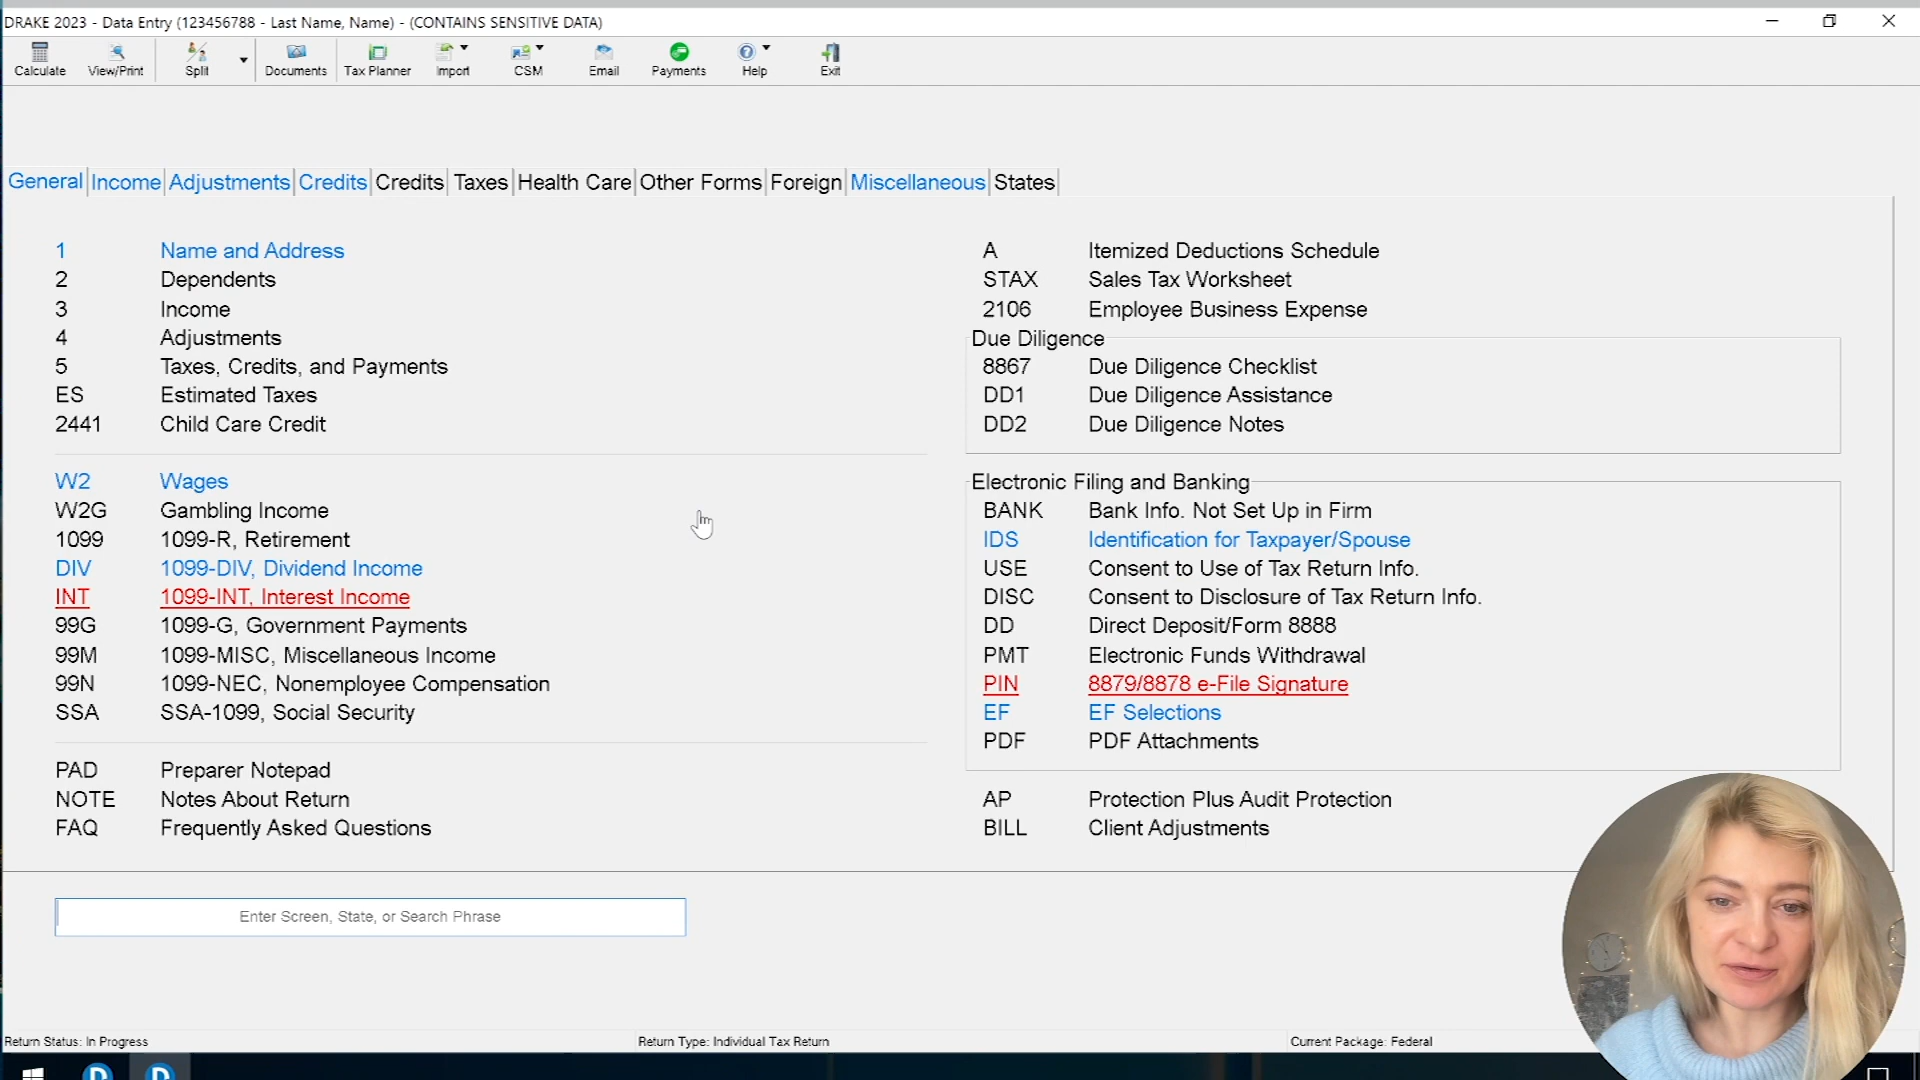 DRAKE 2023 - Data Entry (123456788 - Last Name, Name) - (CONTAINS SENSITIVE DATA)
Calculate View/Print Split Documents Tax Planner Import CSM Email Payments Help Exit
General Income Adjustments Credits Credits Taxes Health Care Other Forms Foreign Miscellaneous States
1 Name and Address
2 Dependents
3 Income
4 Adjustments
5 Taxes, Credits, and Payments
ES Estimated Taxes
2441 Child Care Credit
W2 Wages
W2G Gambling Income
1099 1099-R, Retirement
DIV 1099-DIV, Dividend Income
INT 1099-INT, Interest Income
99G 1099-G, Government Payments
99M 1099-MISC, Miscellaneous Income
99N 1099-NEC, Nonemployee Compensation
SSA SSA-1099, Social Security
PAD Preparer Notepad
NOTE Notes About Return
FAQ Frequently Asked Questions
A Itemized Deductions Schedule
STAX Sales Tax Worksheet
2106 Employee Business Expense
Due Diligence
8867 Due Diligence Checklist
DD1 Due Diligence Assistance
DD2 Due Diligence Notes
Electronic Filing and Banking
BANK Bank Info. Not Set Up in Firm
IDS Identification for Taxpayer/Spouse
USE Consent to Use of Tax Return Info.
DISC Consent to Disclosure of Tax Return Info.
DD Direct Deposit/Form 8888
PMT Electronic Funds Withdrawal
PIN 8879/8878 e-File Signature
EF EF Selections
PDF PDF Attachments
AP Protection Plus Audit Protection
BILL Client Adjustments
Enter Screen, State, or Search Phrase
Return Status: In Progress Return Type: Individual Tax Return Current Package: Federal